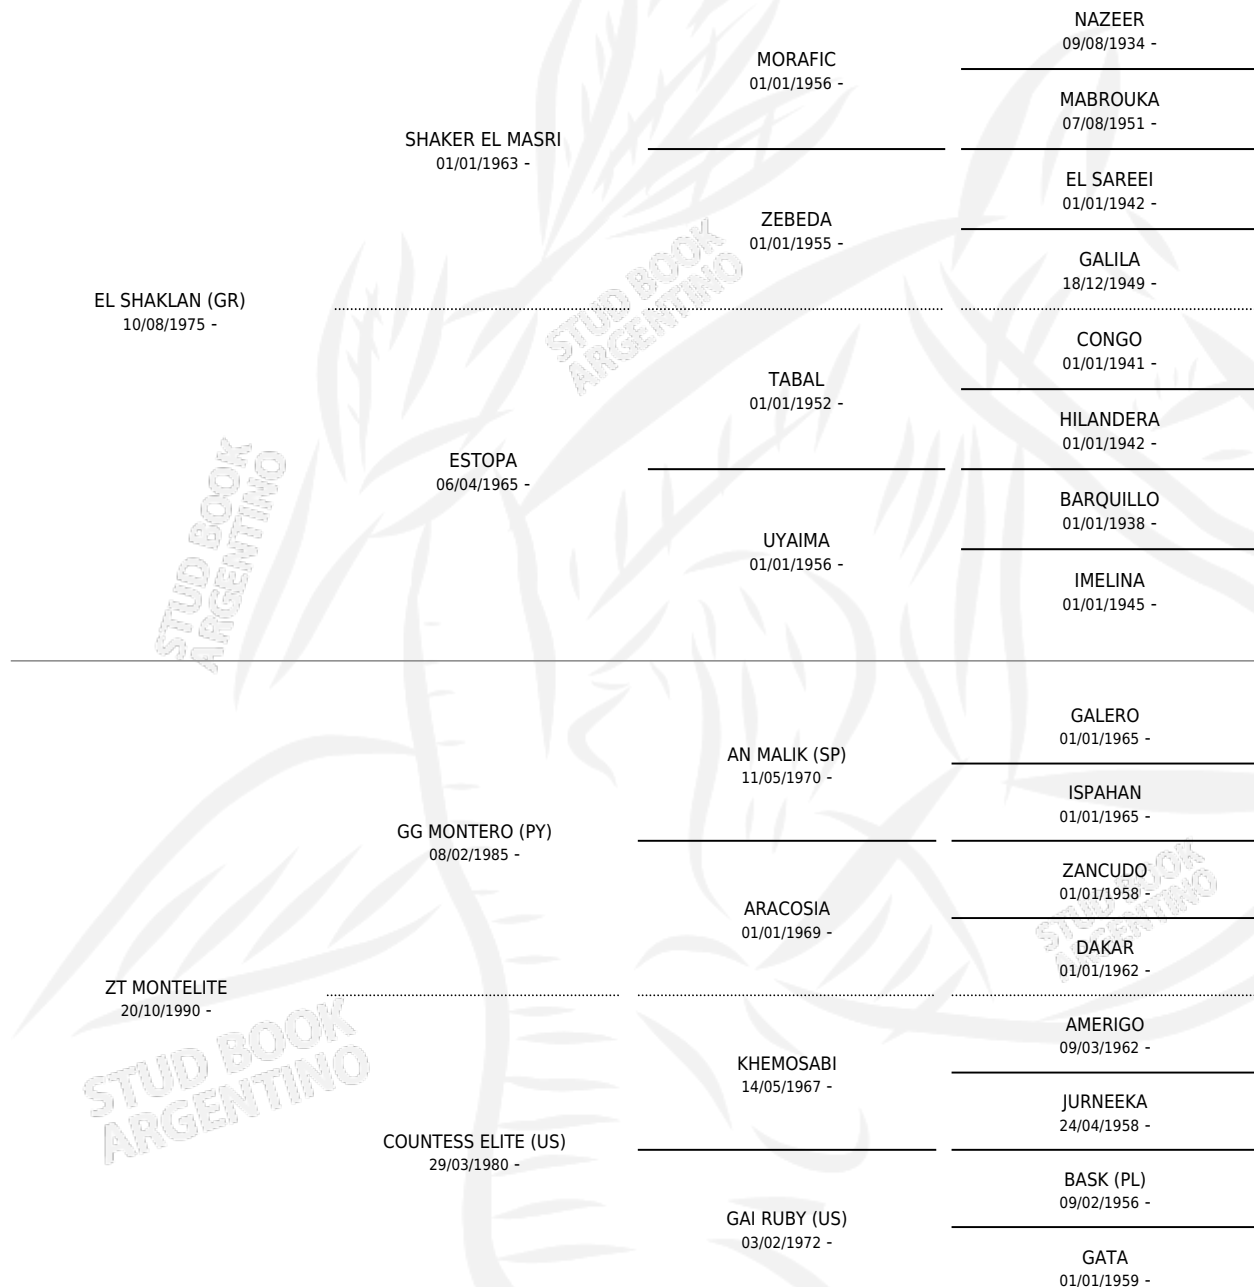 NAZEER
09/08/1934 -
MORAFIC
01/01/1956 -
MABROUKA
07/08/1951 -
SHAKER EL MASRI
01/01/1963 -
EL SAREEI
01/01/1942 -
ZEBEDA
01/01/1955 -
GALILA
18/12/1949 -
EL SHAKLAN (GR)
10/08/1975 -
CONGO
01/01/1941 -
TABAL
01/01/1952 -
HILANDERA
01/01/1942 -
ESTOPA
06/04/1965 -
BARQUILLO
01/01/1938 -
UYAIMA
01/01/1956 -
IMELINA
01/01/1945 -
GALERO
01/01/1965 -
AN MALIK (SP)
11/05/1970 -
ISPAHAN
01/01/1965 -
GG MONTERO (PY)
08/02/1985 -
ZANCUDO
01/01/1958 -
ARACOSIA
01/01/1969 -
DAKAR
01/01/1962 -
ZT MONTELITE
20/10/1990 -
AMERIGO
09/03/1962 -
KHEMOSABI
14/05/1967 -
JURNEEKA
24/04/1958 -
COUNTESS ELITE (US)
29/03/1980 -
BASK (PL)
09/02/1956 -
GAI RUBY (US)
03/02/1972 -
GATA
01/01/1959 -
STUD BOOK
ARGENTINO
STUD BOOK
ARGENTINO
STUD BOOK
ARGENTINO
STUD BOOK
ARGENTINO